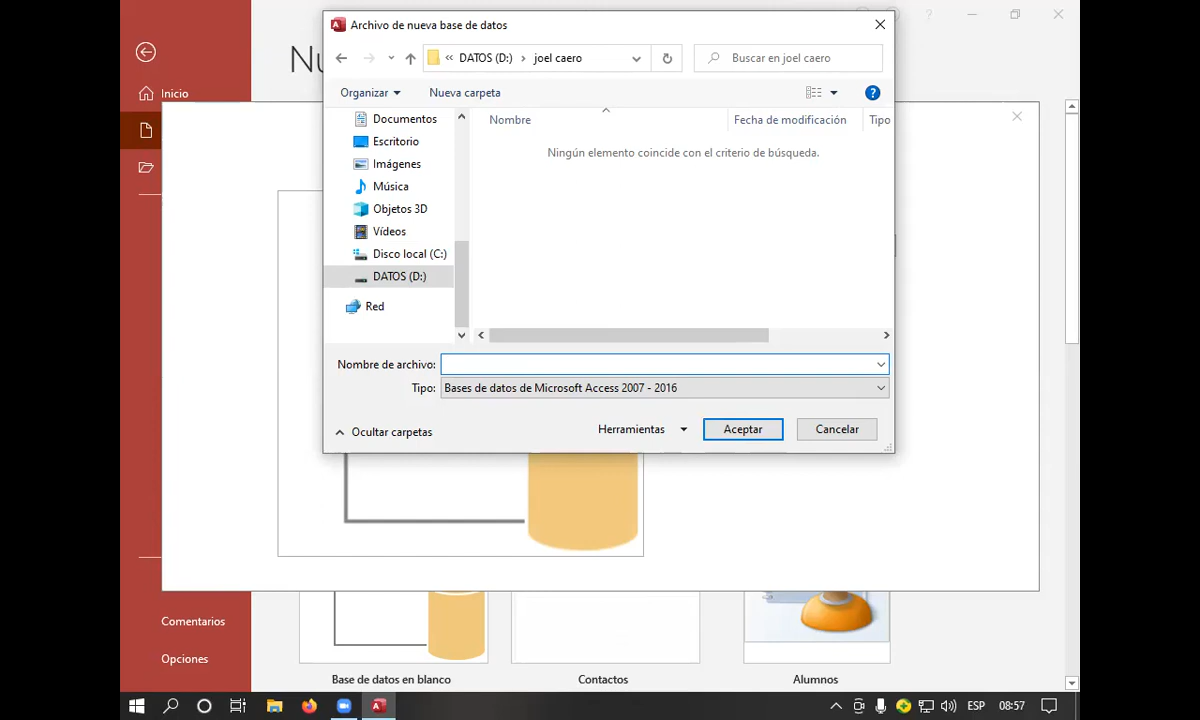 Archivo de nueva base de datos
« DATOS (D:) › joel caero
Buscar en joel caero
Organizar
Nueva carpeta
?
Nu
Inicio
Documentos
Escritorio
Imágenes
Música
Objetos 3D
Vídeos
Disco local (C:)
DATOS (D:)
Red
Nombre
Fecha de modificación
Tipo
Ningún elemento coincide con el criterio de búsqueda.
Nombre de archivo:
Tipo: Bases de datos de Microsoft Access 2007 - 2016
Ocultar carpetas
Herramientas
Aceptar
Cancelar
Comentarios
Opciones
Base de datos en blanco
Contactos
Alumnos
ESP
08:57